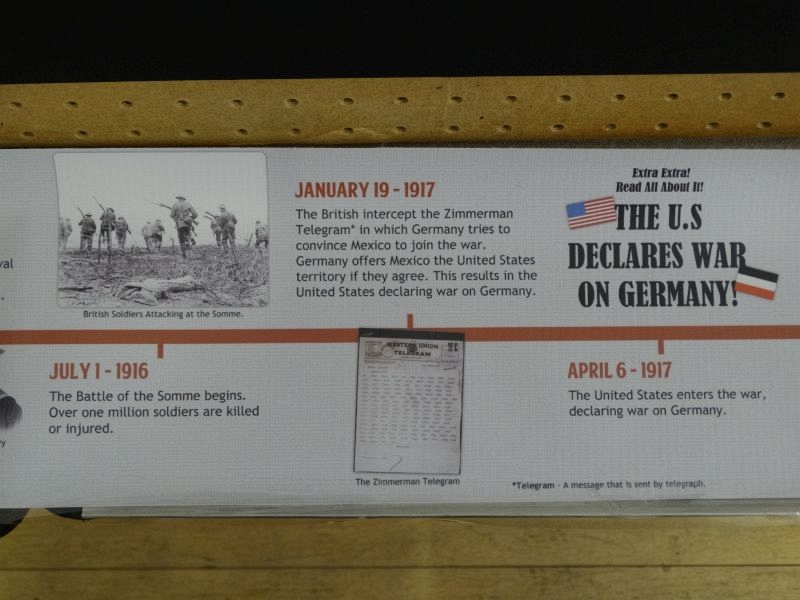 British Soldiers Attacking at the Somme.
JULY 1 - 1916
The Battle of the Somme begins.
Over one million soldiers are killed
or injured.
JANUARY 19 - 1917
The British intercept the Zimmerman
Telegram* in which Germany tries to
convince Mexico to join the war.
Germany offers Mexico the United States
territory if they agree. This results in the
United States declaring war on Germany.
WESTERN UNION
TELEGRAM
The Zimmerman Telegram
Extra Extra!
Read All About It!
THE U.S
DECLARES WAR
ON GERMANY!
APRIL 6 - 1917
The United States enters the war,
declaring war on Germany.
*Telegram - A message that is sent by telegraph.